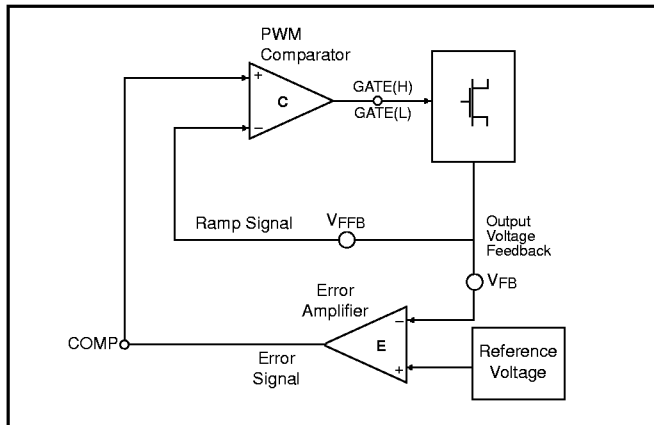 PWM
Comparator
+
C
−
GATE(H)
GATE(L)
Ramp Signal
VFFB
Output
Voltage
Feedback
VFB
Error
Amplifier
−
E
+
COMP
Error
Signal
Reference
Voltage